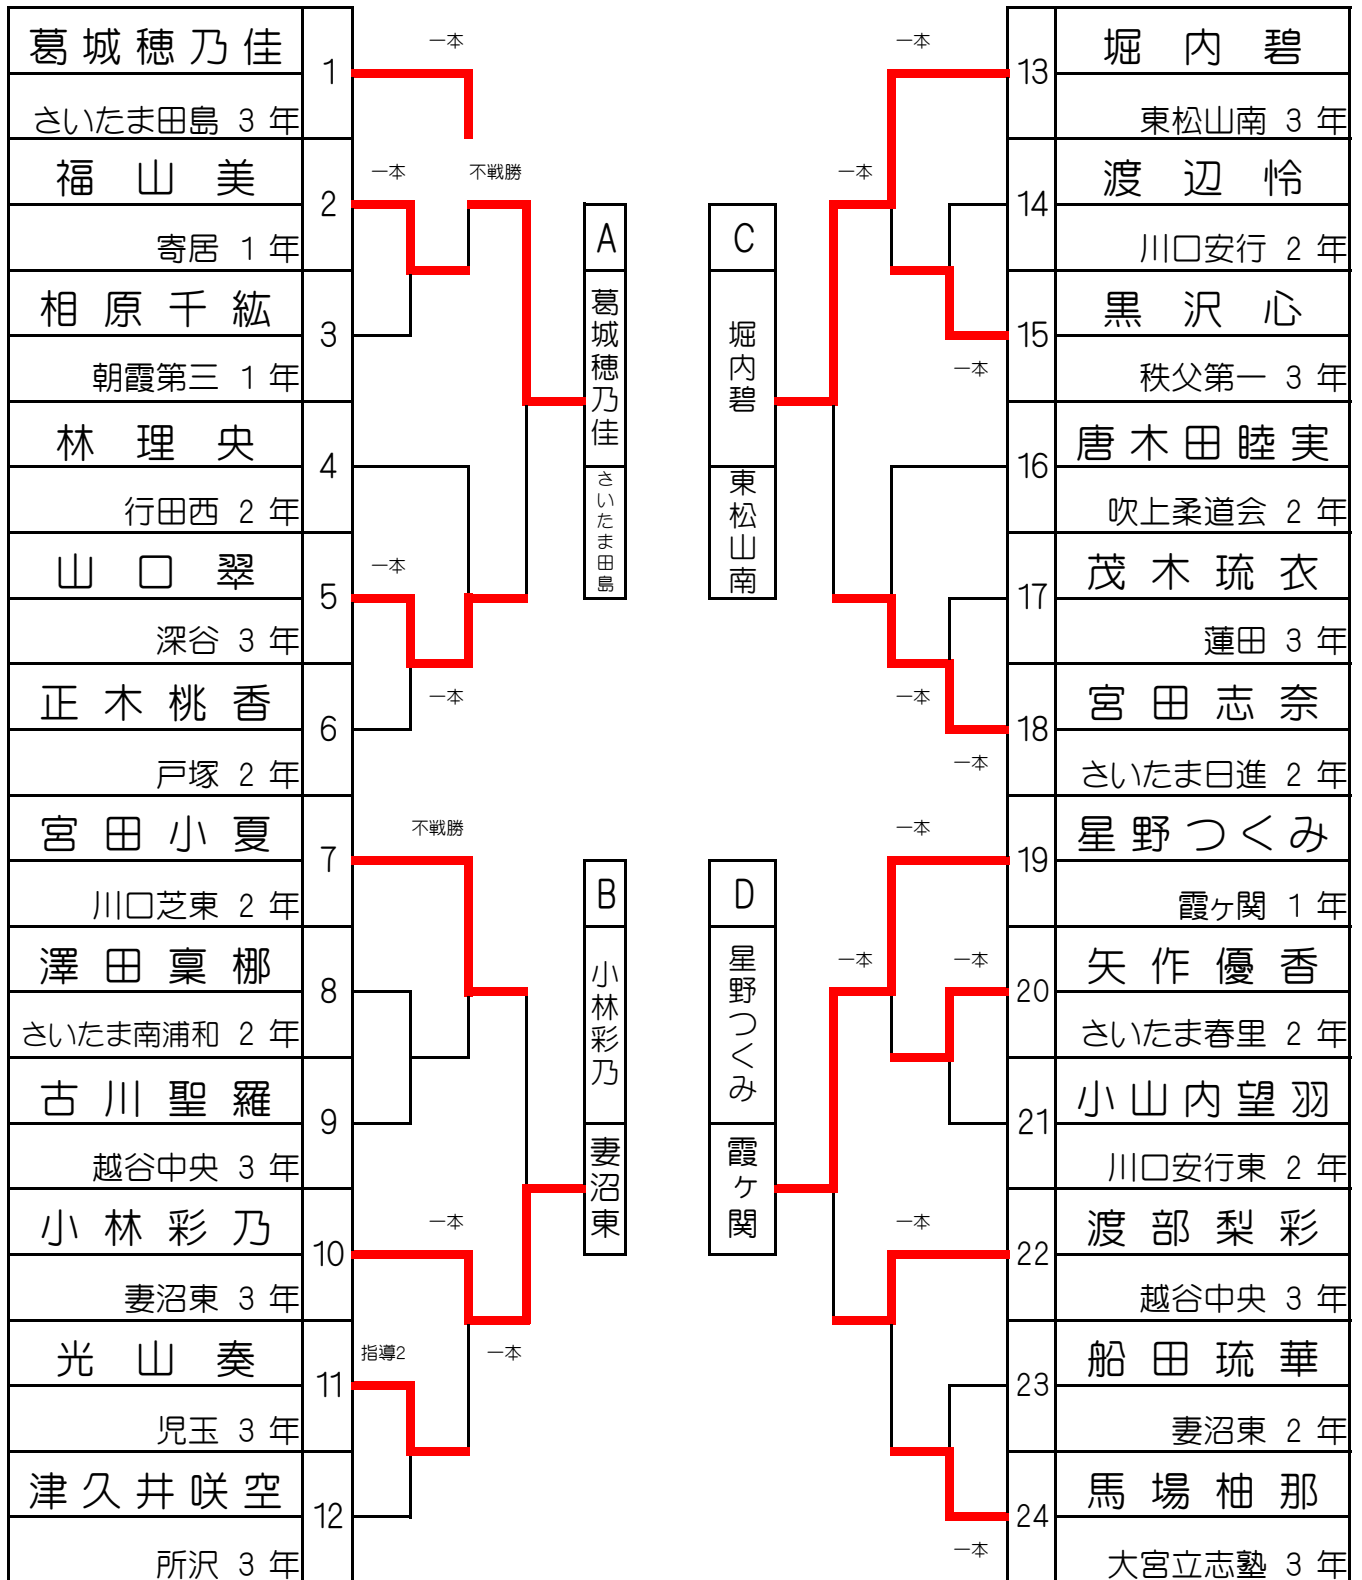 葛城穂乃佳
1
さいたま田島 3 年
一本
福山美
2
寄居 1 年
一本
不戦勝
相原千紘
3
朝霞第三 1 年
林理央
4
行田西 2 年
山口翠
5
深谷 3 年
一本
正木桃香
6
戸塚 2 年
一本
宮田小夏
7
川口芝東 2 年
不戦勝
澤田稟梛
8
さいたま南浦和 2 年
古川聖羅
9
越谷中央 3 年
小林彩乃
10
妻沼東 3 年
一本
光山奏
11
児玉 3 年
指導2
一本
津久井咲空
12
所沢 3 年
A
葛城穂乃佳
さいたま田島
B
小林彩乃
妻沼東
C
堀内碧
東松山南
D
星野つくみ
霞ヶ関
一本
13
堀内碧
東松山南 3 年
一本
14
渡辺怜
川口安行 2 年
15
黒沢心
秩父第一 3 年
一本
16
唐木田睦実
吹上柔道会 2 年
17
茂木琉衣
蓮田 3 年
一本
18
宮田志奈
さいたま日進 2 年
一本
一本
19
星野つくみ
霞ヶ関 1 年
一本
一本
20
矢作優香
さいたま春里 2 年
21
小山内望羽
川口安行東 2 年
一本
22
渡部梨彩
越谷中央 3 年
23
船田琉華
妻沼東 2 年
24
馬場柚那
大宮立志塾 3 年
一本